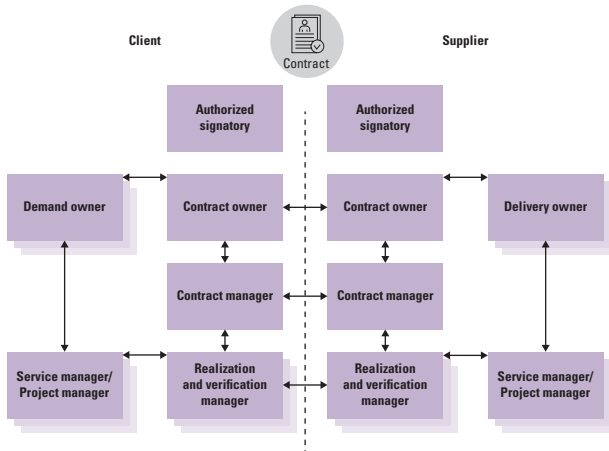 Client
Supplier
Contract
Authorized
signatory
Authorized
signatory
Demand owner
Contract owner
Contract owner
Delivery owner
Contract manager
Contract manager
Service manager/
Project manager
Realization
and verification
manager
Realization
and verification
manager
Service manager/
Project manager